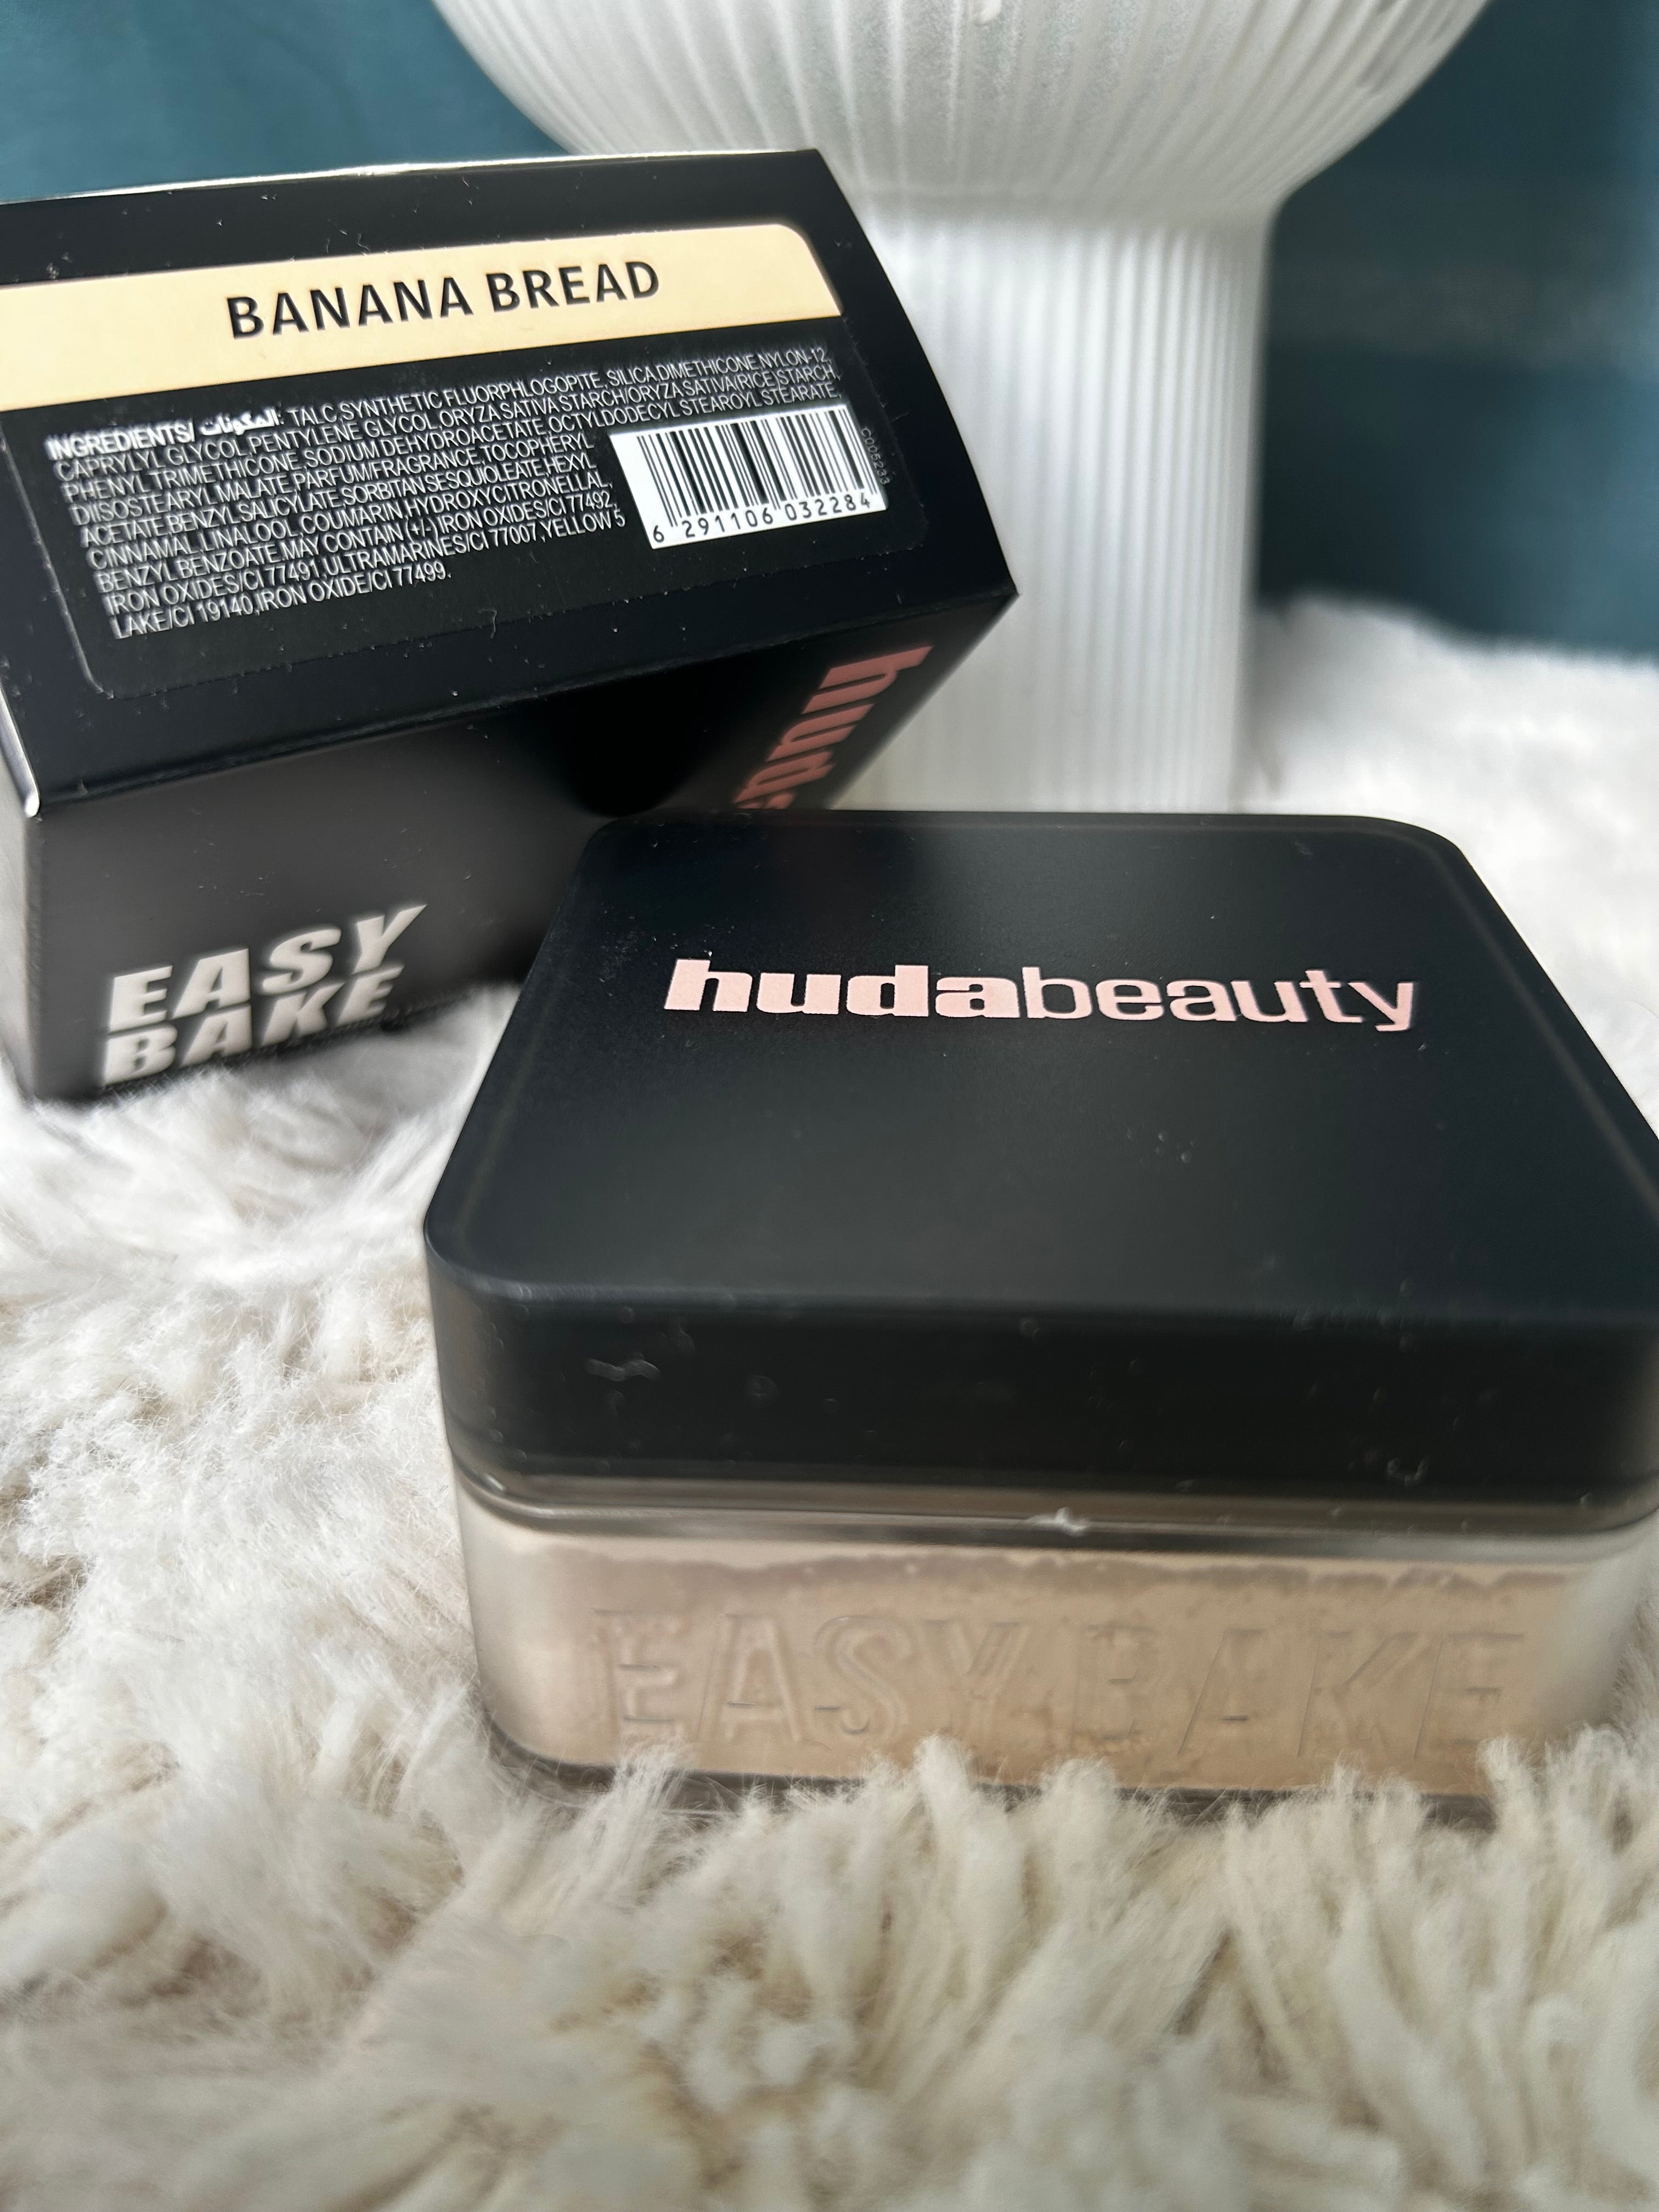 BANANA BREAD
INGREDIENTS/ المكونات: TALC,SYNTHETIC FLUORPHLOGOPITE, SILICA,DIMETHICONE,NYLON-12,
CAPRYLYL GLYCOL,PENTYLENE GLYCOL,ORYZA SATIVA STARCH/ORYZA SATIVA(RICE)STARCH,
PHENYL TRIMETHICONE,SODIUM DEHYDROACETATE,OCTYLDODECYL STEAROYL STEARATE,
DIISOSTEARYL MALATE,PARFUM/FRAGRANCE,TOCOPHERYL
ACETATE,BENZYL SALICYLATE,SORBITAN SESQUIOLEATE,HEXYL
CINNAMAL,LINALOOL,COUMARIN,HYDROXYCITRONELLAL,
BENZYL BENZOATE,MAY CONTAIN (+/-) IRON OXIDES/CI 77492,
IRON OXIDES/CI 77491,ULTRAMARINES/CI 77007,YELLOW 5
LAKE/CI 19140,IRON OXIDE/CI 77499.
6 291106 032284
huda
EASY
BAKE
hudabeauty
EASY BAKE